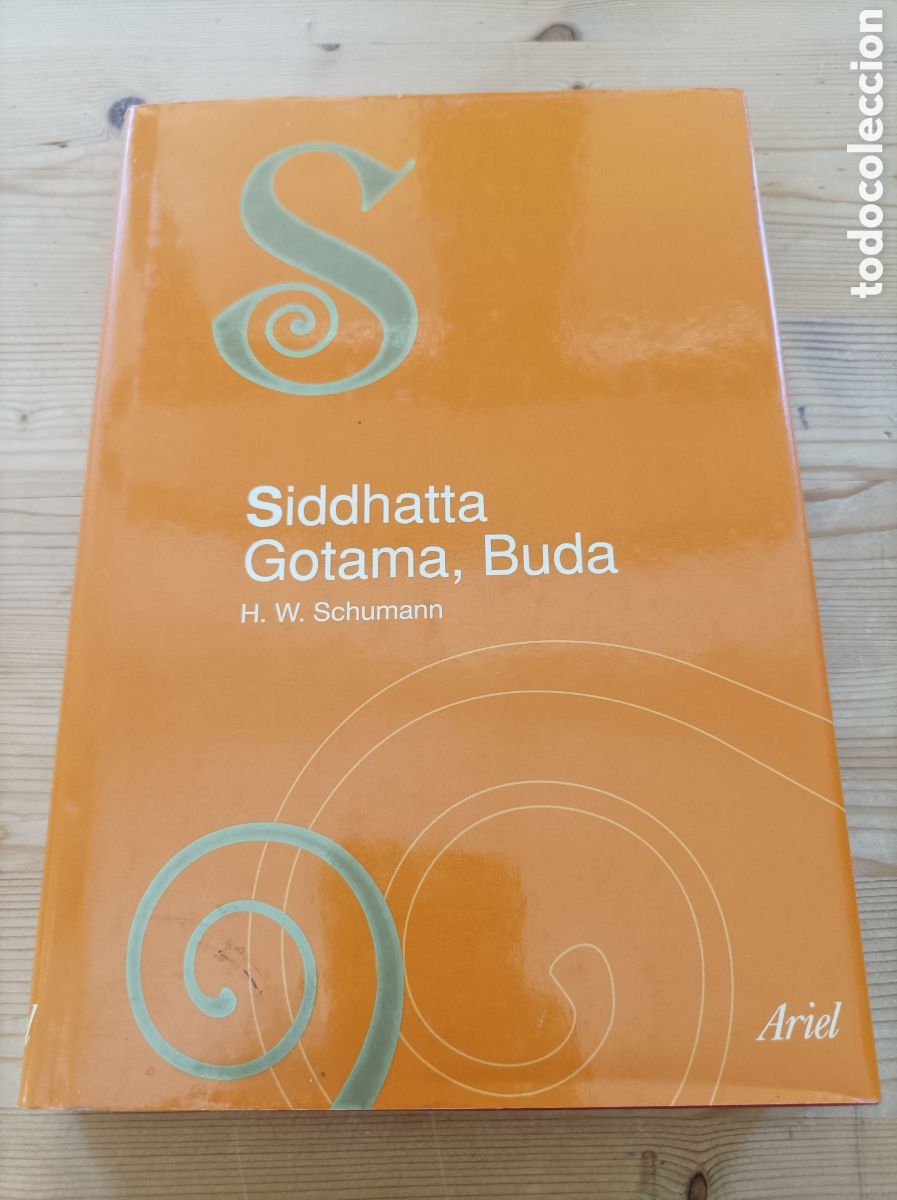 todocoleccion
S
Siddhatta
Gotama, Buda
H. W. Schumann
Ariel
l